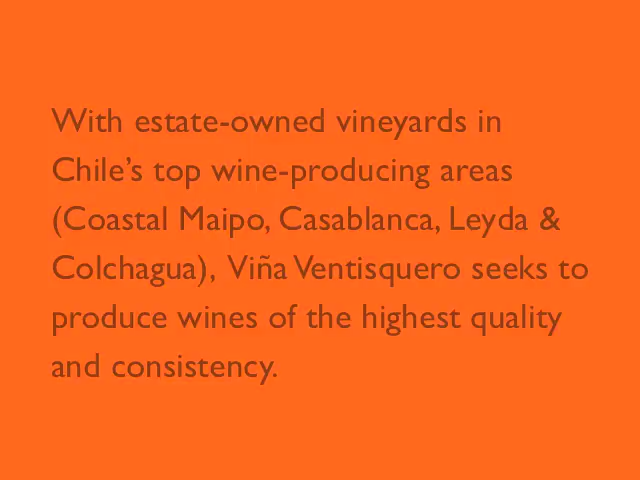 With estate-owned vineyards in
Chile’s top wine-producing areas
(Coastal Maipo, Casablanca, Leyda &
Colchagua), Viña Ventisquero seeks to
produce wines of the highest quality
and consistency.